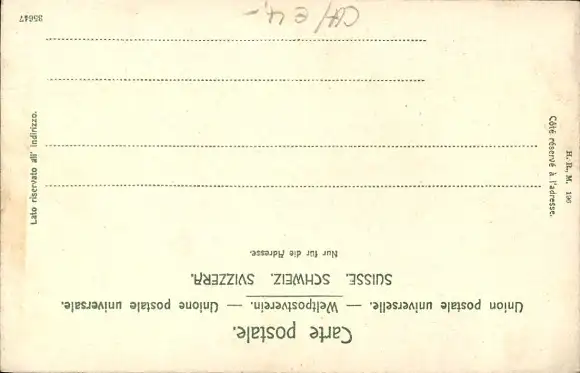 Carte postale.
Union postale universelle. — Weltpostverein. — Unione postale universale.
SUISSE. SCHWEIZ. SVIZZERA.
Nur für die Adresse.
Côté réservé à l'adresse.
Lato riservato all' indirizzo.
H. B., M. 190
35647